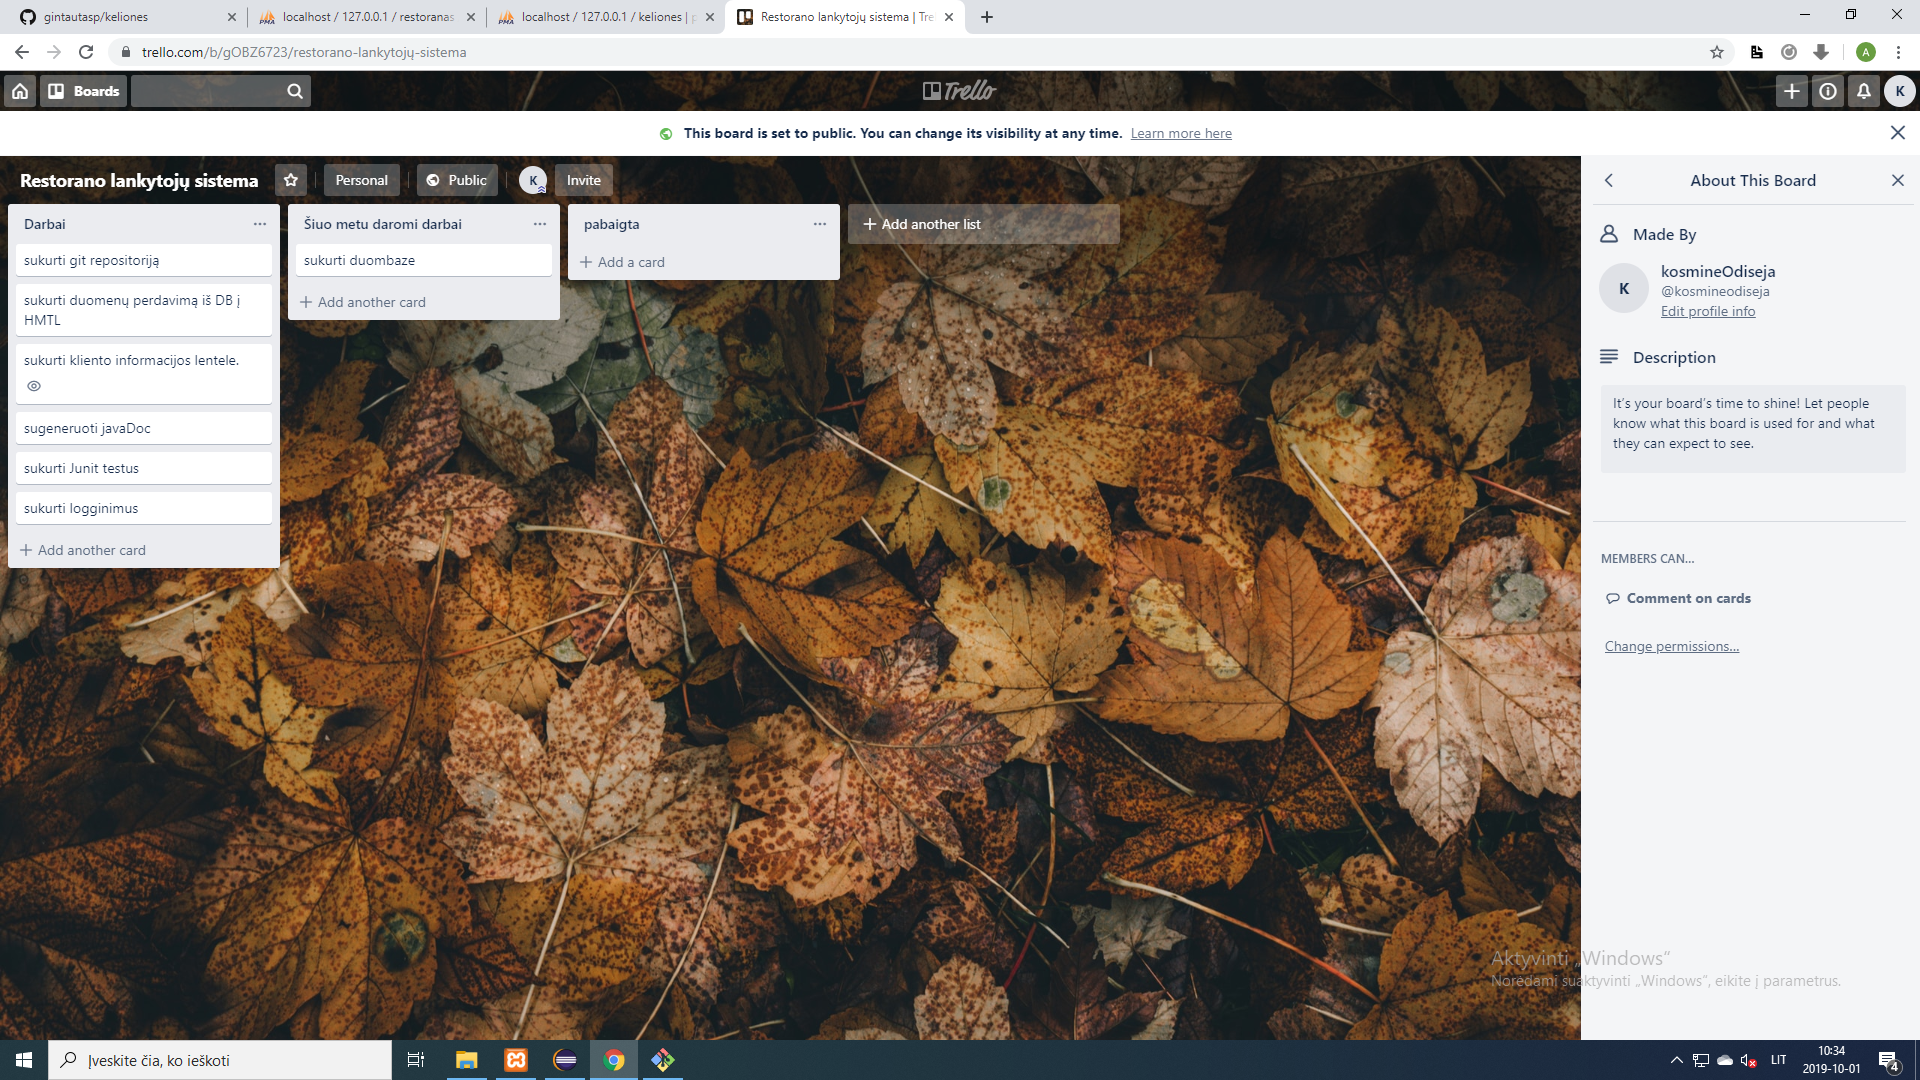 gintautasp/keliones
localhost / 127.0.0.1 / restoranas
localhost / 127.0.0.1 / keliones | p
Restorano lankytojų sistema | Tre
trello.com/b/gOBZ6723/restorano-lankytojų-sistema
A
Boards
Trello
K
This board is set to public. You can change its visibility at any time. Learn more here
Restorano lankytojų sistema
Personal
Public
K
Invite
Darbai
sukurti git repositoriją
sukurti duomenų perdavimą iš DB į
HMTL
sukurti kliento informacijos lentele.
sugeneruoti javaDoc
sukurti Junit testus
sukurti logginimus
+ Add another card
Šiuo metu daromi darbai
sukurti duombaze
+ Add another card
pabaigta
+ Add a card
+ Add another list
About This Board
Made By
K
kosmineOdiseja
@kosmineodiseja
Edit profile info
Description
It's your board's time to shine! Let people
know what this board is used for and what
they can expect to see.
MEMBERS CAN...
Comment on cards
Change permissions...
Aktyvinti „Windows“
Norėdami suaktyvinti „Windows“, eikite į parametrus.
Įveskite čia, ko ieškoti
LIT
10:34
2019-10-01
4